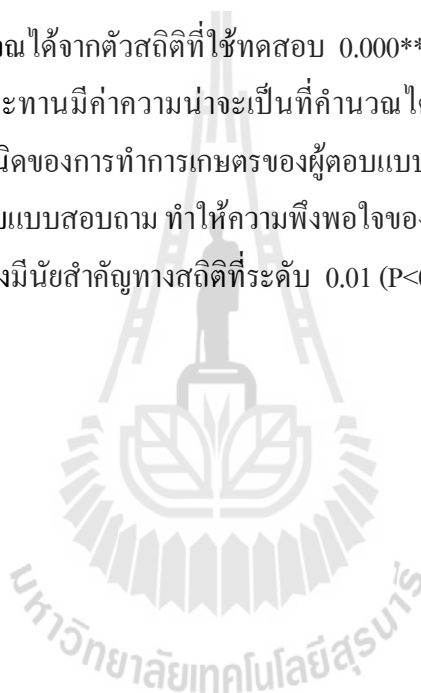 ณได้จากตัวสถิติที่ใช้ทดสอบ 0.000**
ะทานมีค่าความน่าจะเป็นที่คำนวณได้
นิดของการทำการเกษตรของผู้ตอบแบบ
บแบบสอบถาม ทำให้ความพึงพอใจของ
งมีนัยสำคัญทางสถิติที่ระดับ 0.01 (P<
มหาวิทยาลัยเทคโนโลยีสุรนารี